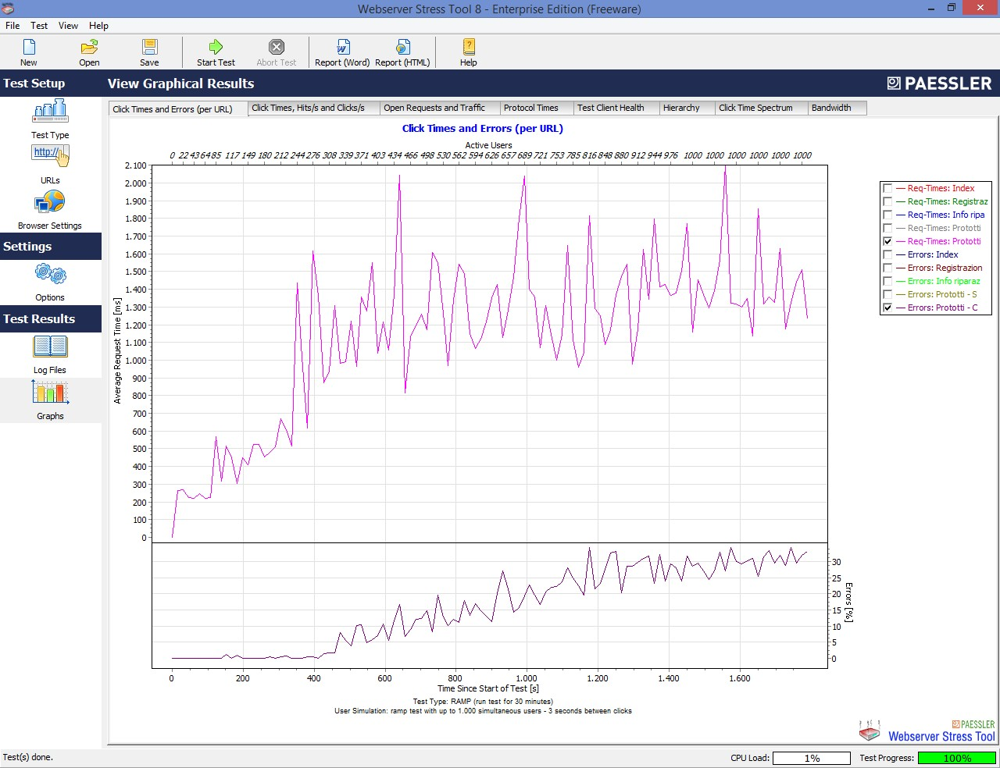 Webserver Stress Tool 8 - Enterprise Edition (Freeware)
File Test View Help
New Open Save Start Test Abort Test Report (Word) Report (HTML) Help
Test Setup
View Graphical Results
PAESSLER
Test Type
http://
URLs
Browser Settings
Settings
Options
Test Results
Log Files
Graphs
Click Times and Errors (per URL) Click Times, Hits/s and Clicks/s Open Requests and Traffic Protocol Times Test Client Health Hierarchy Click Time Spectrum Bandwidth
Click Times and Errors (per URL)
Active Users
0 22 43 64 85 117 149 180 212 244 276 308 339 371 403 434 466 498 530 562 594 626 657 689 721 753 785 816 848 880 912 944 976 1000 1000 1000 1000 1000 1000
2.100
2.000
1.900
1.800
1.700
1.600
1.500
1.400
1.300
1.200
1.100
1.000
900
800
700
600
500
400
300
200
100
0
Average Request Time [ms]
30
25
20
15
10
5
0
Errors [%]
0 200 400 600 800 1.000 1.200 1.400 1.600
Time Since Start of Test [s]
Test Type: RAMP (run test for 30 minutes)
User Simulation: ramp test with up to 1.000 simultaneous users - 3 seconds between clicks
Req-Times: Index
Req-Times: Registraz
Req-Times: Info ripa
Req-Times: Prototti
Req-Times: Prototti
Errors: Index
Errors: Registrazion
Errors: Info riparaz
Errors: Prototti - S
Errors: Prototti - C
PAESSLER
Webserver Stress Tool
Test(s) done.
CPU Load: 1% Test Progress: 100%